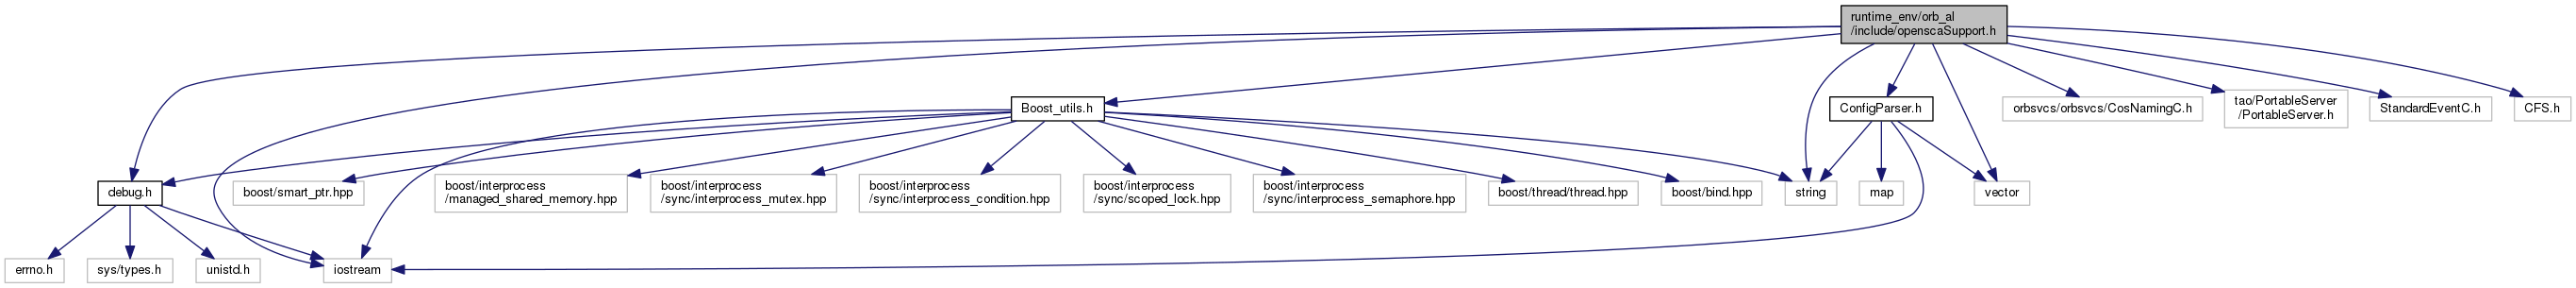 runtime_env/orb_al
/include/openscaSupport.h
Boost_utils.h
ConfigParser.h
orbsvcs/orbsvcs/CosNamingC.h
tao/PortableServer
/PortableServer.h
StandardEventC.h
CFS.h
debug.h
boost/smart_ptr.hpp
boost/interprocess
/managed_shared_memory.hpp
boost/interprocess
/sync/interprocess_mutex.hpp
boost/interprocess
/sync/interprocess_condition.hpp
boost/interprocess
/sync/scoped_lock.hpp
boost/interprocess
/sync/interprocess_semaphore.hpp
boost/thread/thread.hpp
boost/bind.hpp
string
map
vector
errno.h
sys/types.h
unistd.h
iostream